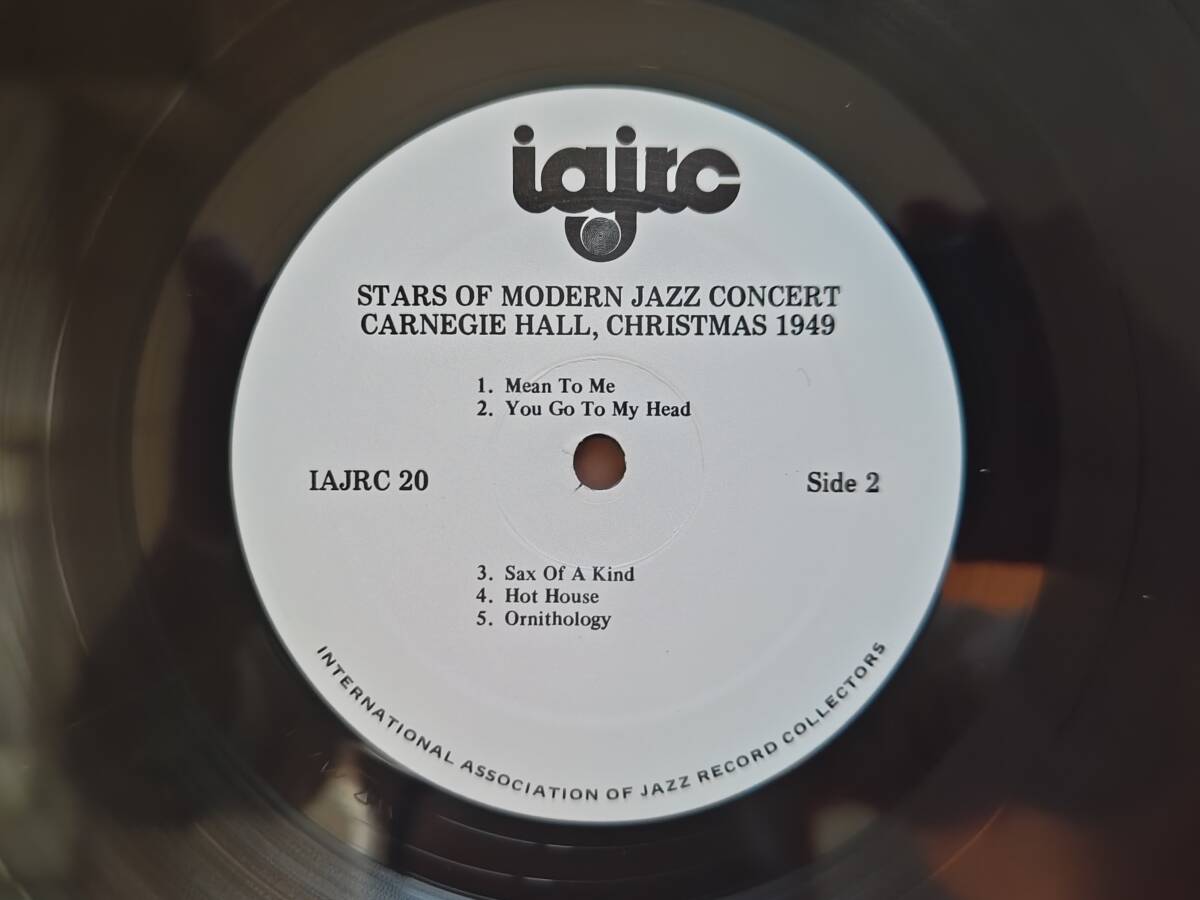 iajrc
STARS OF MODERN JAZZ CONCERT
CARNEGIE HALL, CHRISTMAS 1949
1. Mean To Me
2. You Go To My Head
IAJRC 20
Side 2
3. Sax Of A Kind
4. Hot House
5. Ornithology
INTERNATIONAL ASSOCIATION OF JAZZ RECORD COLLECTORS